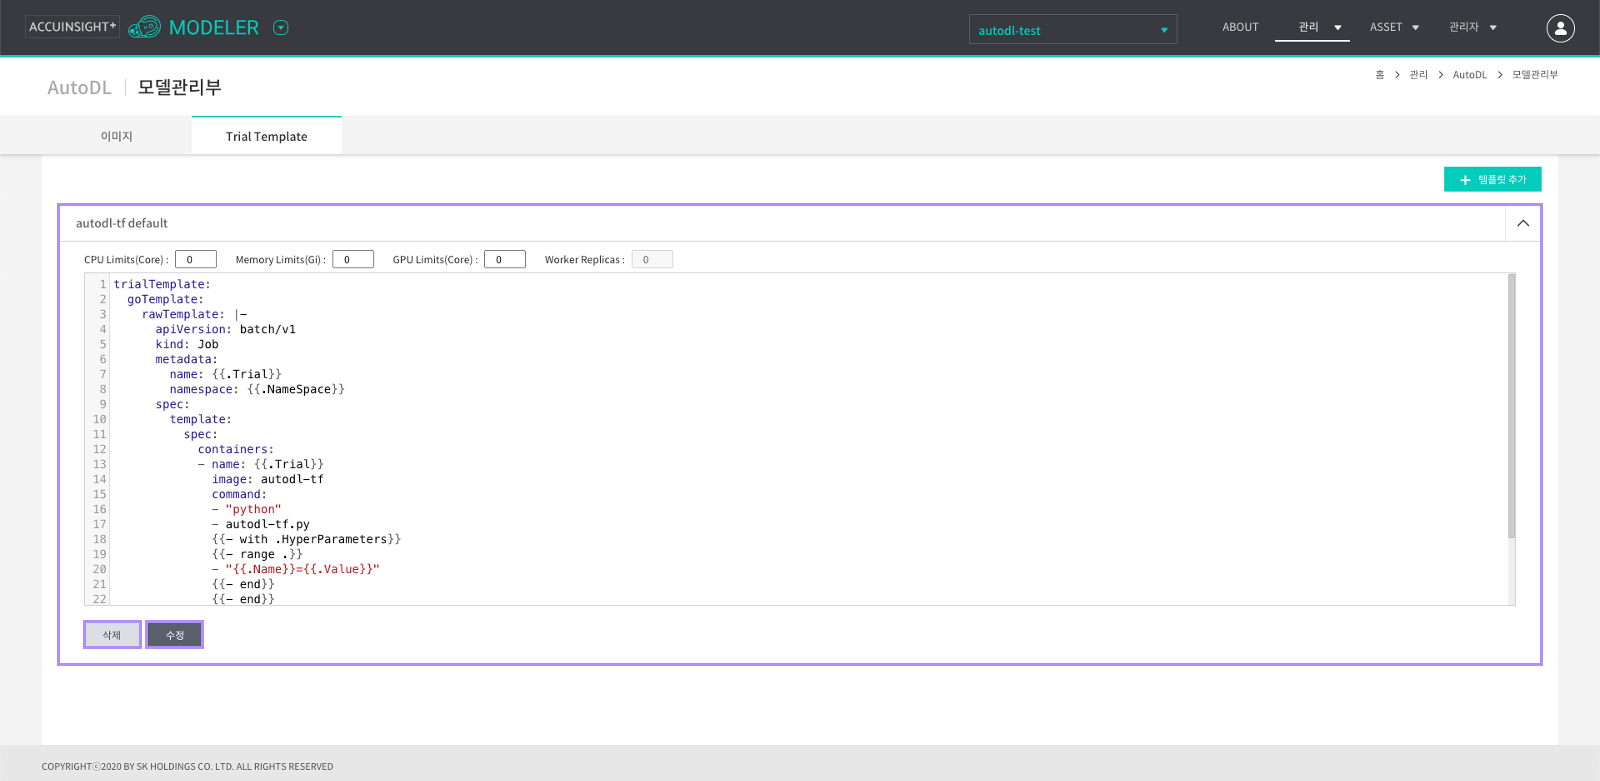 ACCUINSIGHT+ MODELER autodl-test ABOUT 관리 ASSET 관리자
AutoDL 모델관리부 홈 > 관리 > AutoDL > 모델관리부
이미지 Trial Template
+ 템플릿 추가
autodl-tf default
CPU Limits(Core) : 0 Memory Limits(Gi) : 0 GPU Limits(Core) : 0 Worker Replicas : 0
1 trialTemplate:
2 goTemplate:
3 rawTemplate: |-
4 apiVersion: batch/v1
5 kind: Job
6 metadata:
7 name: {{.Trial}}
8 namespace: {{.NameSpace}}
9 spec:
10 template:
11 spec:
12 containers:
13 - name: {{.Trial}}
14 image: autodl-tf
15 command:
16 - "python"
17 - autodl-tf.py
18 {{- with .HyperParameters}}
19 {{- range .}}
20 - "{{.Name}}={{.Value}}"
21 {{- end}}
22 {{- end}}
삭제 수정
COPYRIGHTⓒ2020 BY SK HOLDINGS CO. LTD. ALL RIGHTS RESERVED